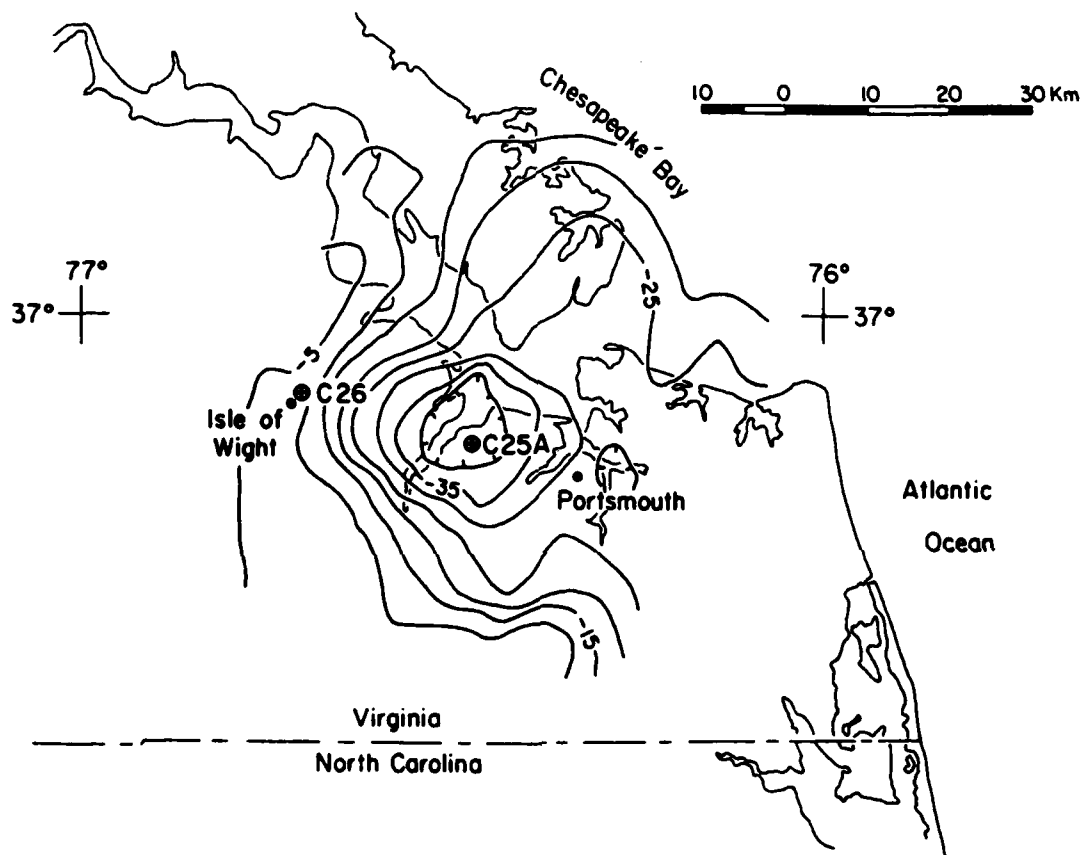 Chesapeake Bay
10 0 10 20 30 Km
77°
37°
76°
37°
-25
-5
C26
Isle of
Wight
C25A
-35
Portsmouth
Atlantic
Ocean
-15
Virginia
North Carolina